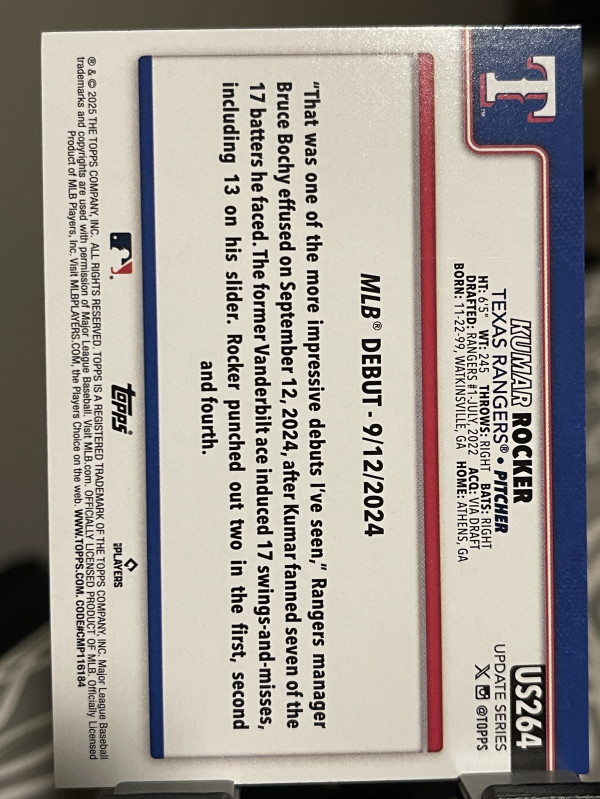 T
™
KUMAR ROCKER
TEXAS RANGERS® • PITCHER
HT: 6'5" WT: 245 THROWS: RIGHT BATS: RIGHT
DRAFTED: RANGERS #1-JULY 2022 ACQ: VIA DRAFT
BORN: 11-22-99, WATKINSVILLE, GA HOME: ATHENS, GA
US264
UPDATE SERIES
@TOPPS
MLB® DEBUT - 9/12/2024
"That was one of the more impressive debuts I've seen," Rangers manager
Bruce Bochy effused on September 12, 2024, after Kumar fanned seven of the
17 batters he faced. The former Vanderbilt ace induced 17 swings-and-misses,
including 13 on his slider. Rocker punched out two in the first, second
and fourth.
topps®
PLAYERS
® & © 2025 THE TOPPS COMPANY, INC. ALL RIGHTS RESERVED. TOPPS IS A REGISTERED TRADEMARK OF THE TOPPS COMPANY, INC. Major League Baseball
trademarks and copyrights are used with permission of Major League Baseball. Visit MLB.com. OFFICIALLY LICENSED PRODUCT OF MLB. Officially Licensed
Product of MLB Players, Inc. Visit MLBPLAYERS.COM, the Players Choice on the web. WWW.TOPPS.COM. CODE#CMP116184